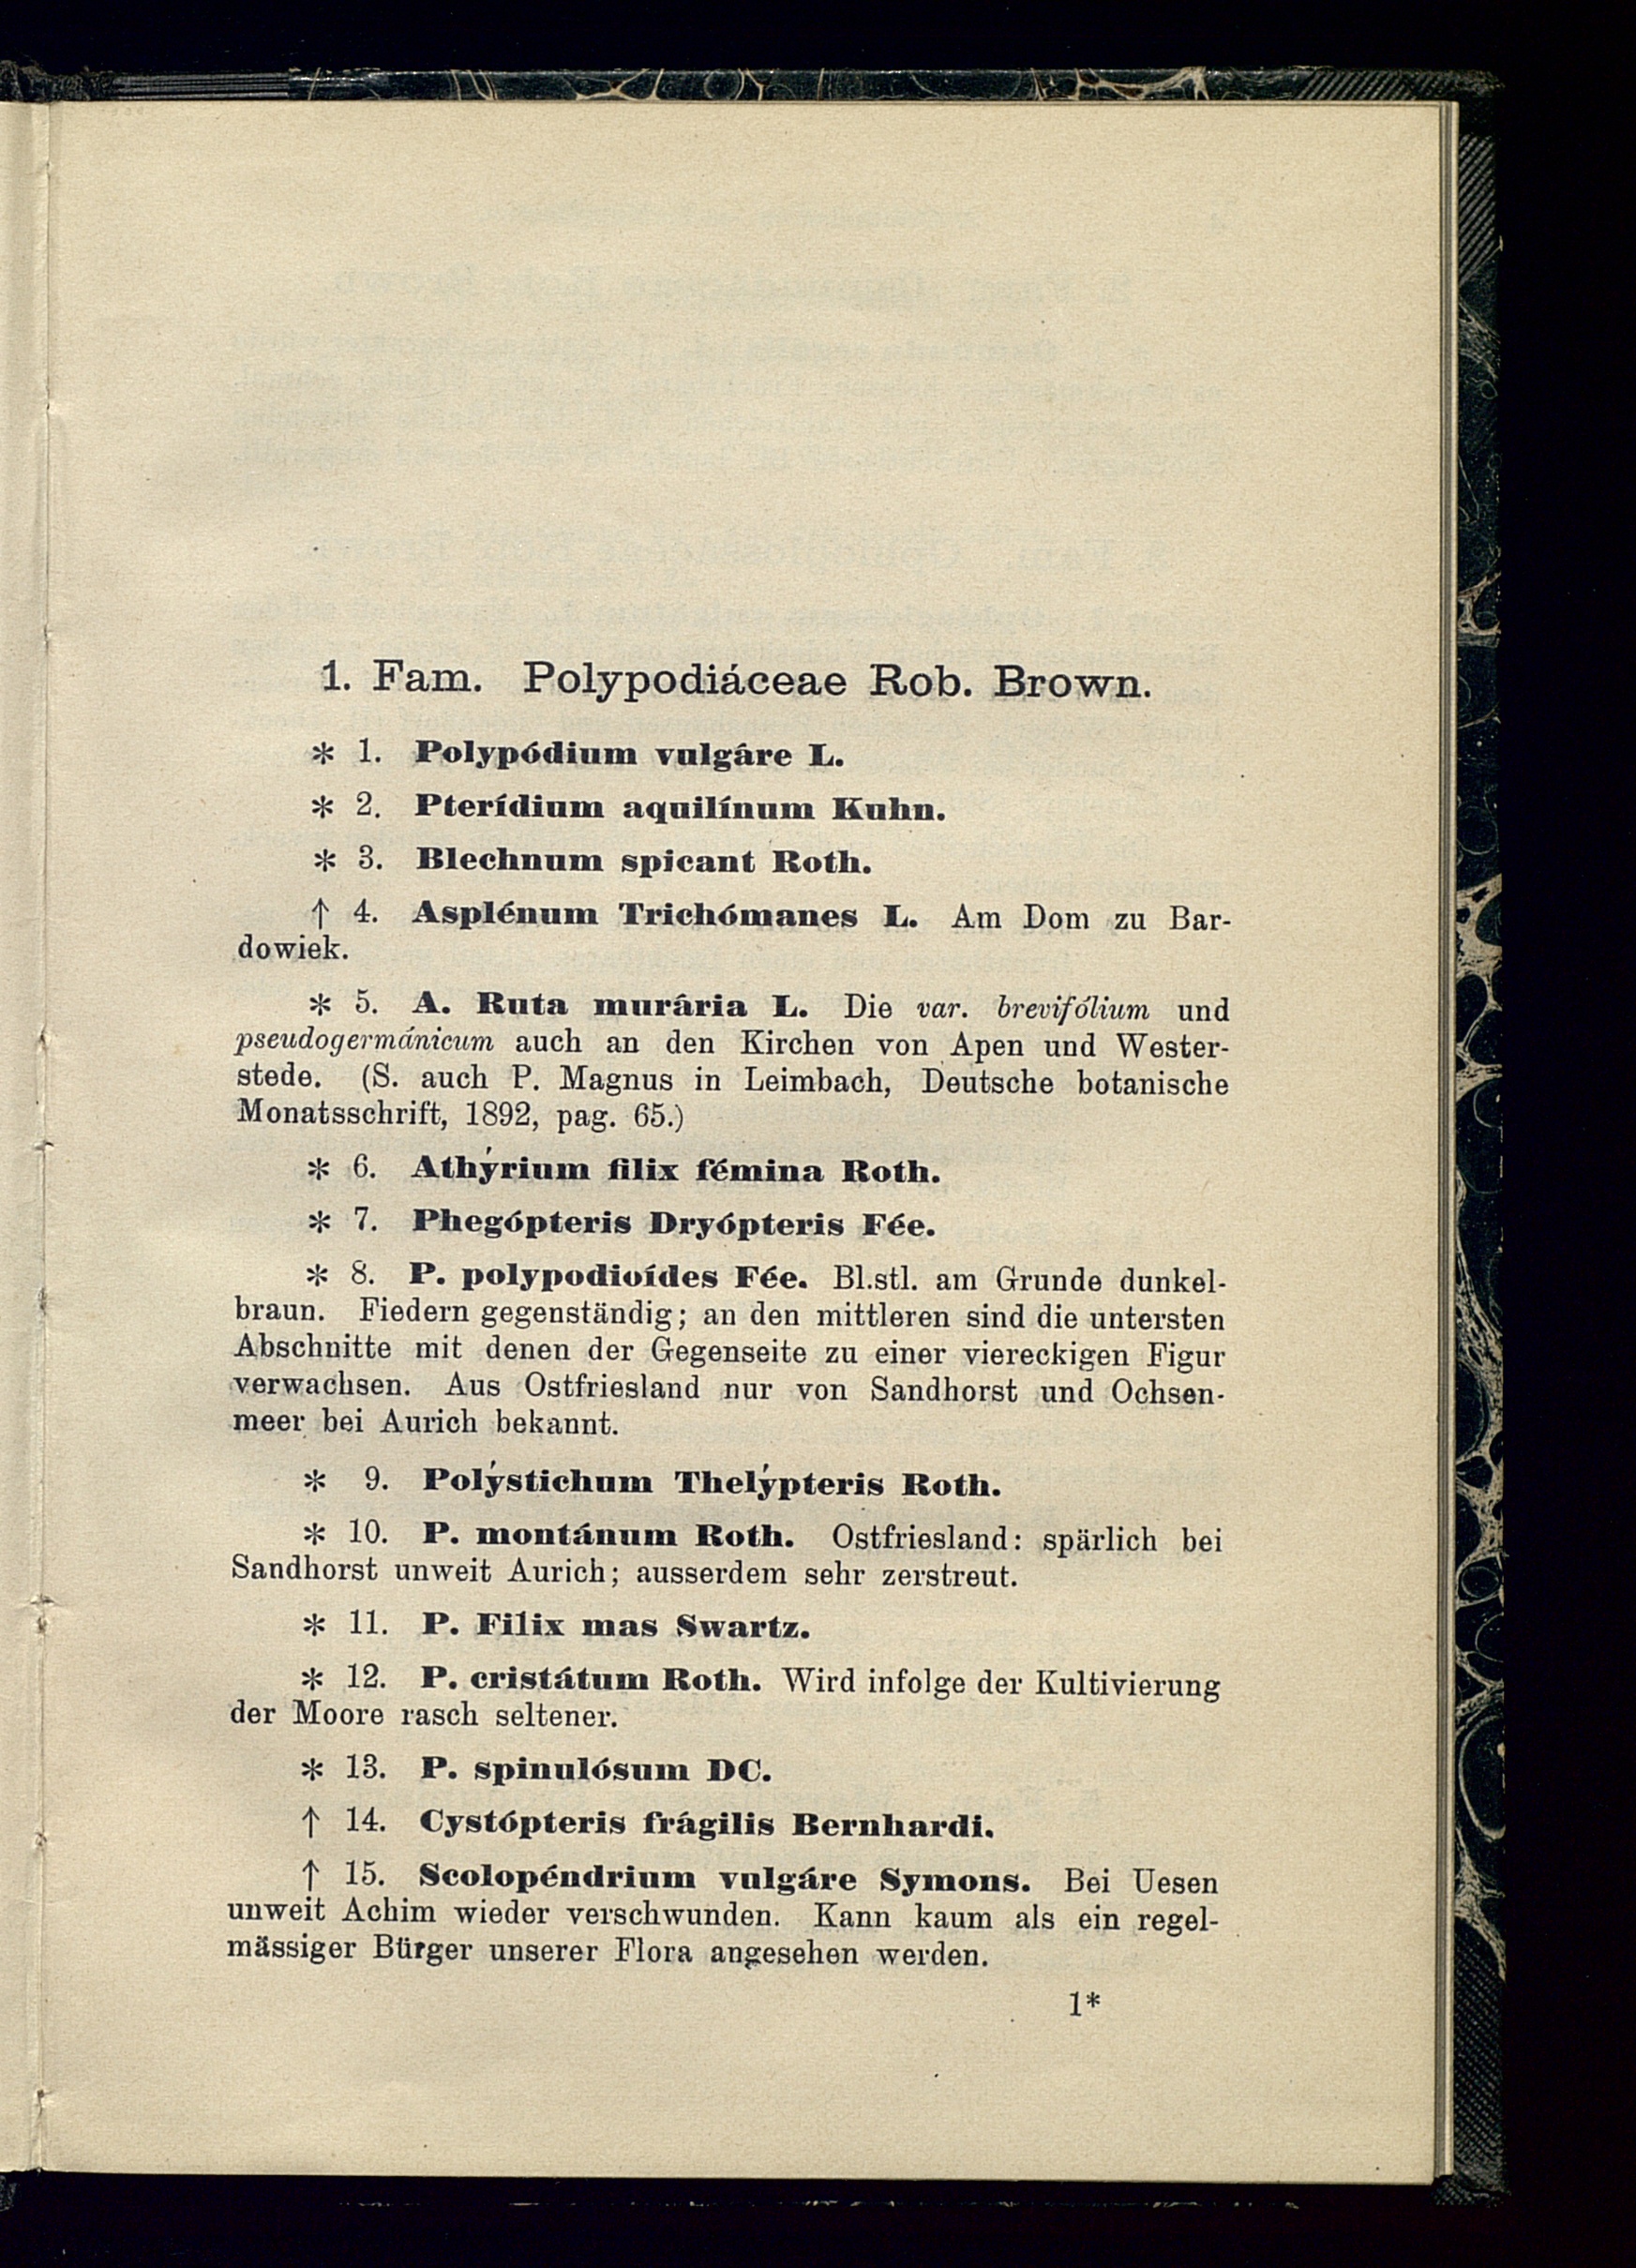 1. Fam. Polypodiáceae Rob. Brown.
* 1. Polypódium vulgáre L.
* 2. Pterídium aquilínum Kuhn.
* 3. Blechnum spicant Roth.
↑ 4. Asplénum Trichómanes L. Am Dom zu Bar-
dowiek.
* 5. A. Ruta murária L. Die var. brevifólium und
pseudogermánicum auch an den Kirchen von Apen und Wester-
stede. (S. auch P. Magnus in Leimbach, Deutsche botanische
Monatsschrift, 1892, pag. 65.)
* 6. Athýrium filix fémina Roth.
* 7. Phegópteris Dryópteris Fée.
* 8. P. polypodioídes Fée. Bl.stl. am Grunde dunkel-
braun. Fiedern gegenständig; an den mittleren sind die untersten
Abschnitte mit denen der Gegenseite zu einer viereckigen Figur
verwachsen. Aus Ostfriesland nur von Sandhorst und Ochsen-
meer bei Aurich bekannt.
* 9. Polýstichum Thelýpteris Roth.
* 10. P. montánum Roth. Ostfriesland: spärlich bei
Sandhorst unweit Aurich; ausserdem sehr zerstreut.
* 11. P. Filix mas Swartz.
* 12. P. cristátum Roth. Wird infolge der Kultivierung
der Moore rasch seltener.
* 13. P. spinulósum DC.
↑ 14. Cystópteris frágilis Bernhardi.
↑ 15. Scolopéndrium vulgáre Symons. Bei Uesen
unweit Achim wieder verschwunden. Kann kaum als ein regel-
mässiger Bürger unserer Flora angesehen werden.
1*